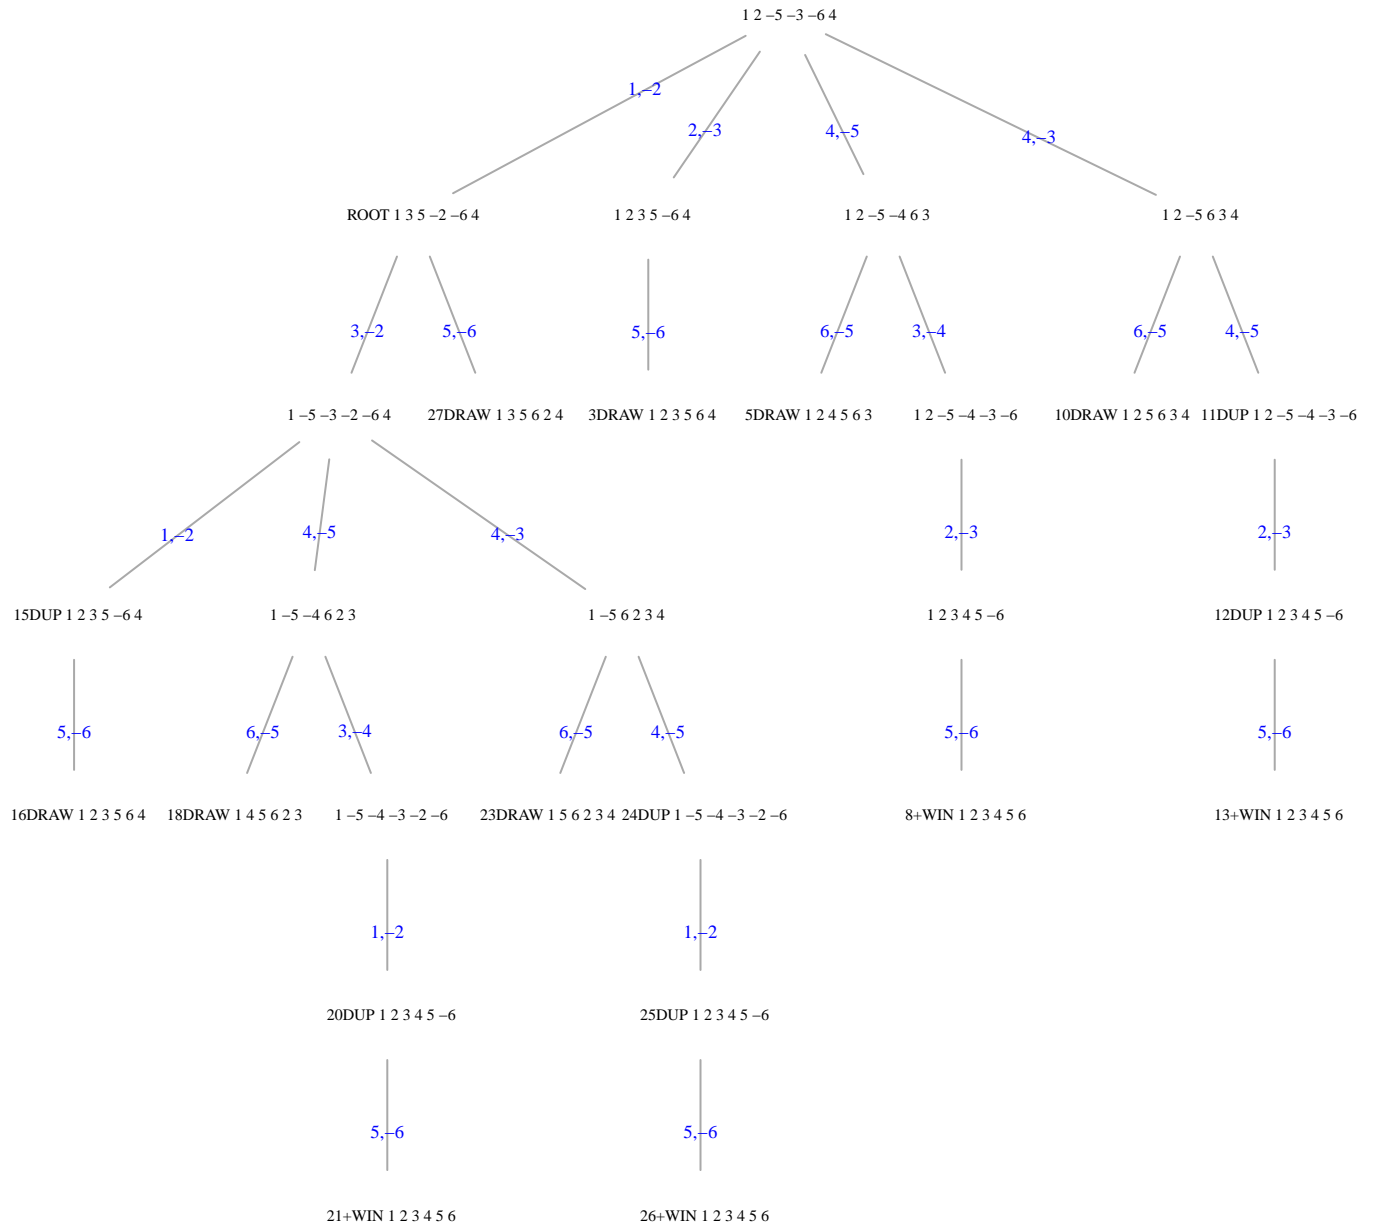 1 2 –5 –3 –6 4
1,–2
2,–3
4,–5
4,–3
ROOT 1 3 5 –2 –6 4
1 2 3 5 –6 4
1 2 –5 –4 6 3
1 2 –5 6 3 4
3,–2
5,–6
5,–6
6,–5
3,–4
6,–5
4,–5
1 –5 –3 –2 –6 4
27DRAW 1 3 5 6 2 4
3DRAW 1 2 3 5 6 4
5DRAW 1 2 4 5 6 3
1 2 –5 –4 –3 –6
10DRAW 1 2 5 6 3 4
11DUP 1 2 –5 –4 –3 –6
1,–2
4,–5
4,–3
2,–3
2,–3
15DUP 1 2 3 5 –6 4
1 –5 –4 6 2 3
1 –5 6 2 3 4
1 2 3 4 5 –6
12DUP 1 2 3 4 5 –6
5,–6
6,–5
3,–4
6,–5
4,–5
5,–6
5,–6
16DRAW 1 2 3 5 6 4
18DRAW 1 4 5 6 2 3
1 –5 –4 –3 –2 –6
23DRAW 1 5 6 2 3 4
24DUP 1 –5 –4 –3 –2 –6
8+WIN 1 2 3 4 5 6
13+WIN 1 2 3 4 5 6
1,–2
1,–2
20DUP 1 2 3 4 5 –6
25DUP 1 2 3 4 5 –6
5,–6
5,–6
21+WIN 1 2 3 4 5 6
26+WIN 1 2 3 4 5 6